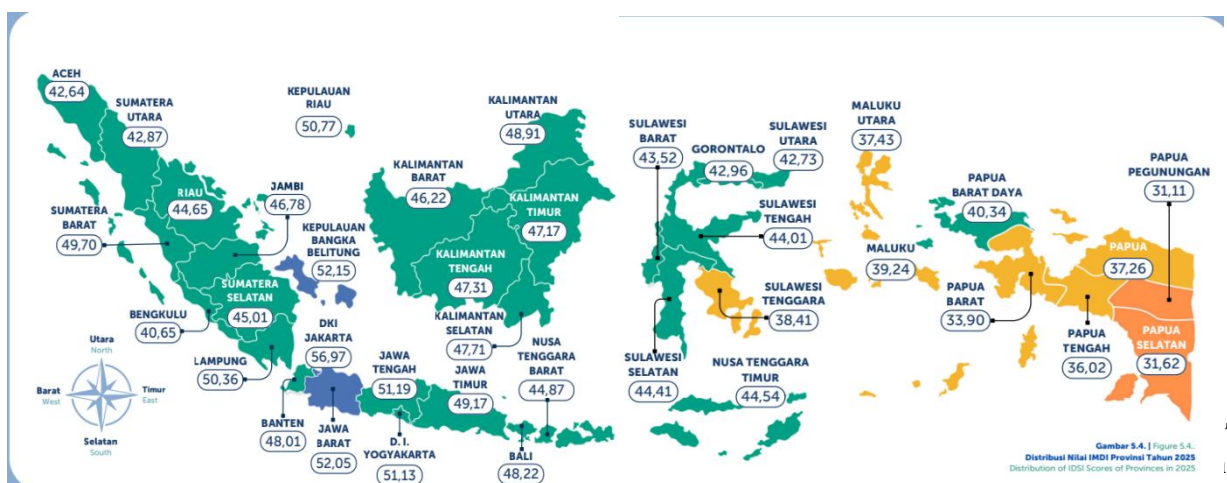 ACEH
42,64
SUMATERA
UTARA
42,87
KEPULAUAN
RIAU
50,77
RIAU
44,65
JAMBI
46,78
SUMATERA
BARAT
49,70
KEPULAUAN
BANGKA
BELITUNG
52,15
SUMATERA
SELATAN
45,01
BENGKULU
40,65
LAMPUNG
50,36
DKI
JAKARTA
56,97
BANTEN
48,01
JAWA
BARAT
52,05
JAWA
TENGAH
51,19
D. I.
YOGYAKARTA
51,13
JAWA
TIMUR
49,17
BALI
48,22
NUSA
TENGGARA
BARAT
44,87
KALIMANTAN
UTARA
48,91
KALIMANTAN
BARAT
46,22
KALIMANTAN
TIMUR
47,17
KALIMANTAN
TENGAH
47,31
KALIMANTAN
SELATAN
47,71
SULAWESI
BARAT
43,52
GORONTALO
42,96
SULAWESI
UTARA
42,73
SULAWESI
TENGAH
44,01
SULAWESI
TENGGARA
38,41
SULAWESI
SELATAN
44,41
NUSA TENGGARA
TIMUR
44,54
MALUKU
UTARA
37,43
MALUKU
39,24
PAPUA
BARAT DAYA
40,34
PAPUA
BARAT
33,90
PAPUA
TENGAH
36,02
PAPUA
37,26
PAPUA
PEGUNUNGAN
31,11
PAPUA
SELATAN
31,62
Utara
North
Barat
West
Timur
East
Selatan
South
Gambar 5.4. | Figure 5.4..
Distribusi Nilai IMDI Provinsi Tahun 2025
Distribution of IDSI Scores of Provinces in 2025